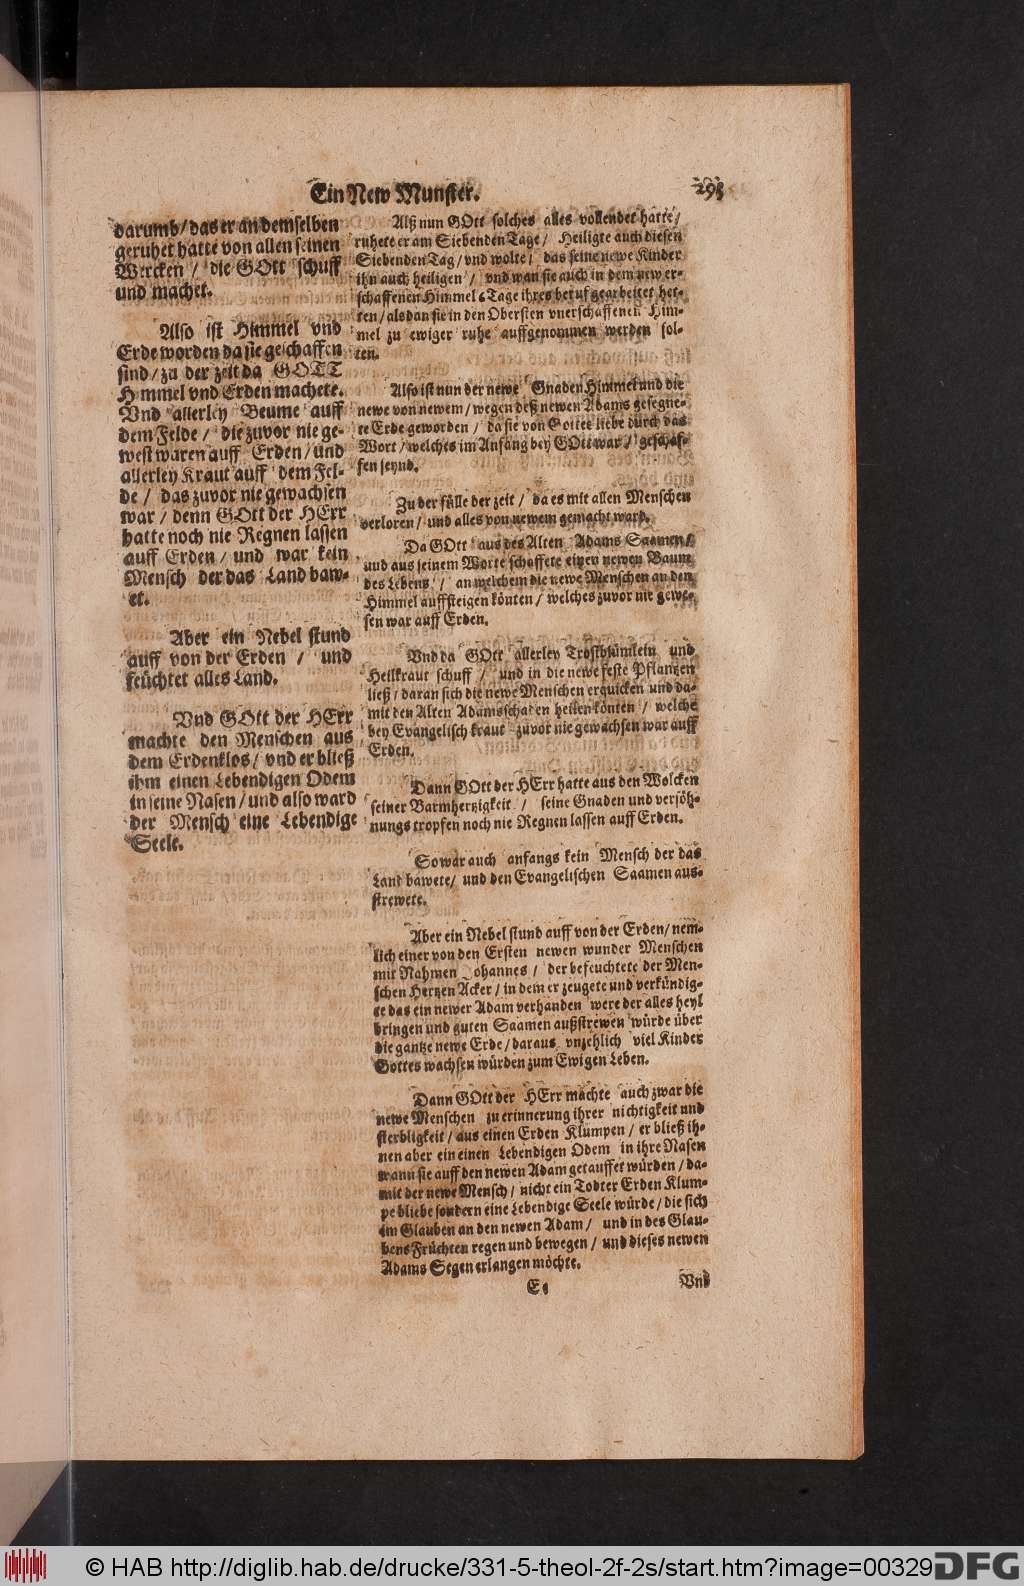 Ein New Munster.
295
darumb/ das er an demselben
geruhet hatte von allen seinen
Wercken / die GOtt schuff
und machet.
Also ist Himmel vnd
Erde worden da sie geschaffen
sind/ zu der zeit da GOTT
Himmel vnd Erden machete.
Vnd allerley Beume auff
dem Felde / die zuvor nie ge-
west waren auff Erden/ und
allerley Kraut auff dem Fel-
de / das zuvor nie gewachsen
war / denn GOtt der HErr
hatte noch nie Regnen lassen
auff Erden / und war kein
Mensch der das Land baw-
et.
Aber ein Nebel stund
auff von der Erden / und
feüchtet alles Land.
Vnd GOtt der HErr
machte den Menschen aus
dem Erdenklos/ vnd er bließ
ihm einen Lebendigen Odem
in seine Nasen/ und also ward
der Mensch eine Lebendige
Seele.
Alß nun GOtt solches alles vollendet hatte/
ruhete er am Siebenden Tage/ Heiligte auch diesen
Siebenden Tag/ vnd wolte/ das seine newe Kinder
ihn auch heiligen / vnd wan sie auch in dem new er-
schaffenen Himmel 6 Tage ihres beruf gearbeitet het-
ten/ als dan sie in den Obersten vnerschaffenen Him-
mel zu ewiger ruhe auffgenommen werden sol-
ten.
Also ist nun der newe Gnaden Himmel und die
newe von newem/ wegen deß newen Adams gesegne-
te Erde geworden / da sie von Gottes liebe durch das
Wort/ welches im Anfang bey GOtt war/ geschaf-
fen seynd.
Zu der fülle der zeit / da es mit allen Menschen
verloren/ und alles von newem gemacht ward.
Da GOtt aus des Alten Adams Saamen/
und aus seinem Worte schaffete einen newen Baum
des Lebens / an welchem die newe Menschen an den
Himmel auffsteigen könten/ welches zuvor nie gewe-
sen war auff Erden.
Vnd da GOtt allerley Trostblümlein und
Heilkraut schuff / und in die newe feste Pflantzen
ließ/ daran sich die newe Menschen erquicken und da-
mit den Alten Adamsschaden heilen könten / welche
bey Evangelisch kraut zuvor nie gewachsen war auff
Erden.
Dann GOtt der HErr hatte aus den Wolcken
seiner Barmhertzigkeit / seine Gnaden und versöh-
nungs tropfen noch nie Regnen lassen auff Erden.
So war auch anfangs kein Mensch der das
Land bawete/ und den Evangelischen Saamen aus-
strewete.
Aber ein Nebel stund auff von der Erden/ nem-
lich einer von den Ersten newen wunder Menschen
mit Nahmen Johannes / der befeuchtete der Men-
schen Hertzen Acker/ in dem er zeugete und verkündig-
te das ein newer Adam verhanden were der alles heyl
bringen und guten Saamen außstrewen würde über
die gantze newe Erde/ daraus vnzehlich viel Kinder
Gottes wachsen würden zum Ewigen Leben.
Dann GOtt der HErr machte auch zwar die
newe Menschen zu erinnerung ihrer nichtigkeit und
sterbligkeit/ aus einen Erden Klümpen/ er bließ ih-
nen aber ein einen Lebendigen Odem in ihre Nasen
wann sie auff den newen Adam getauffet würden/ da-
mit der newe Mensch/ nicht ein Todter Erden Klum-
pe bliebe sondern eine Lebendige Seele würde/ die sich
im Glauben an den newen Adam/ und in des Glau-
bens Früchten regen und bewegen / und dieses newen
Adams Segen erlangen möchte.
Vnd
© HAB http://diglib.hab.de/drucke/331-5-theol-2f-2s/start.htm?image=00329
DFG